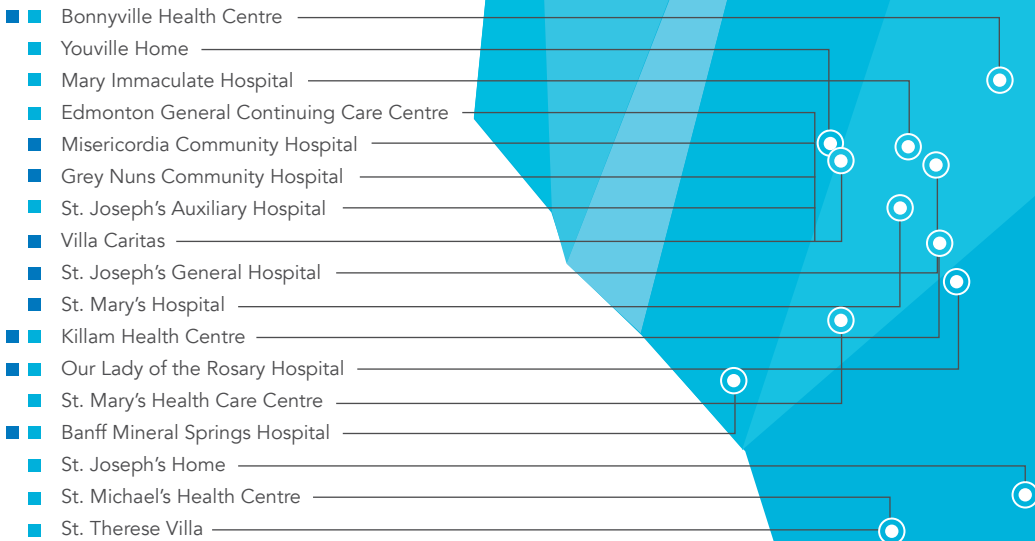 Bonnyville Health Centre
Youville Home
Mary Immaculate Hospital
Edmonton General Continuing Care Centre
Misericordia Community Hospital
Grey Nuns Community Hospital
St. Joseph's Auxiliary Hospital
Villa Caritas
St. Joseph's General Hospital
St. Mary's Hospital
Killam Health Centre
Our Lady of the Rosary Hospital
St. Mary's Health Care Centre
Banff Mineral Springs Hospital
St. Joseph's Home
St. Michael's Health Centre
St. Therese Villa